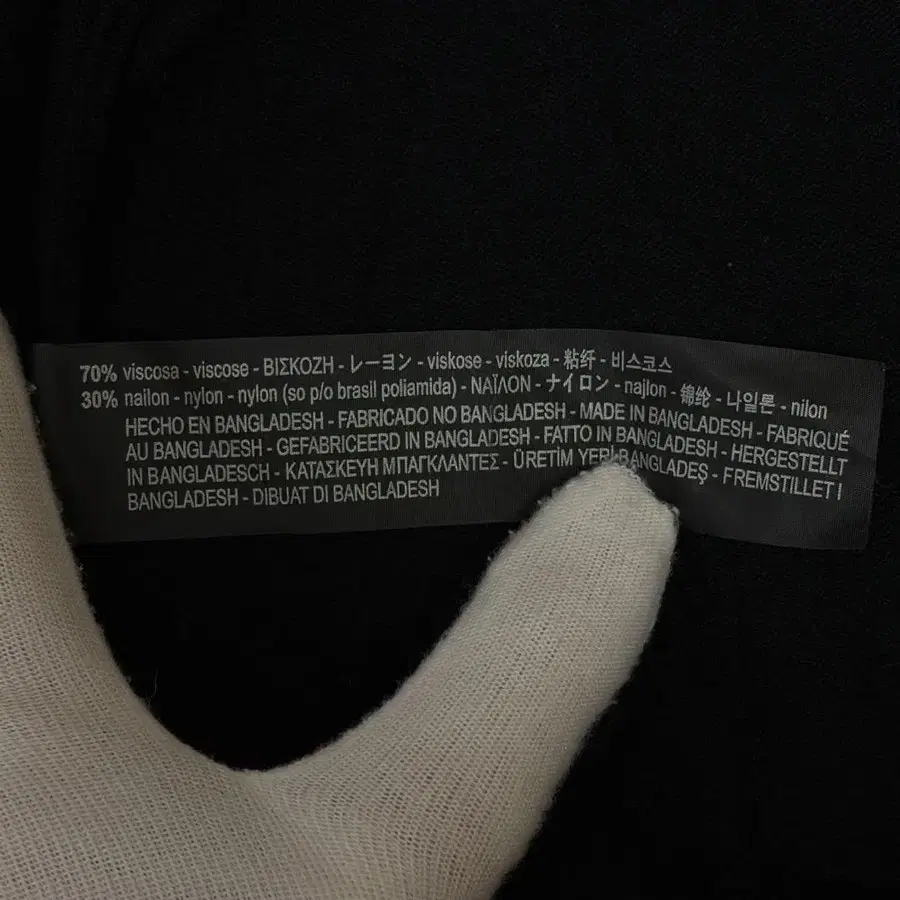 70% viscosa - viscose - ΒΙΣΚΟΖΗ - レーヨン - viskose - viskoza - 粘纤 - 비스코스
30% nailon - nylon - nylon (so p/o brasil poliamida) - ΝΑΪΛΟΝ - ナイロン - najlon - 锦纶 - 나일론 - nilon
HECHO EN BANGLADESH - FABRICADO NO BANGLADESH - MADE IN BANGLADESH - FABRIQUÉ
AU BANGLADESH - GEFABRICEERD IN BANGLADESH - FATTO IN BANGLADESH - HERGESTELLT
IN BANGLADESCH - ΚΑΤΑΣΚΕΥΗ ΜΠΑΓΚΛΑΝΤΕΣ - ÜRETİM YERİ BANGLADEŞ - FREMSTILLET I
BANGLADESH - DIBUAT DI BANGLADESH